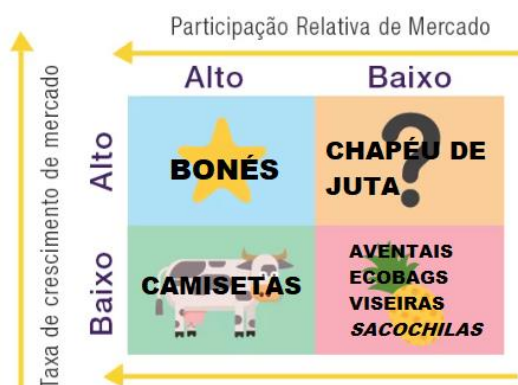 Participação Relativa de Mercado
Alto
Baixo
Taxa de crescimento de mercado
Alto
BONÉS
CHAPÉU DE
JUTA
Baixo
CAMISETAS
AVENTAIS
ECOBAGS
VISEIRAS
SACOCHILAS